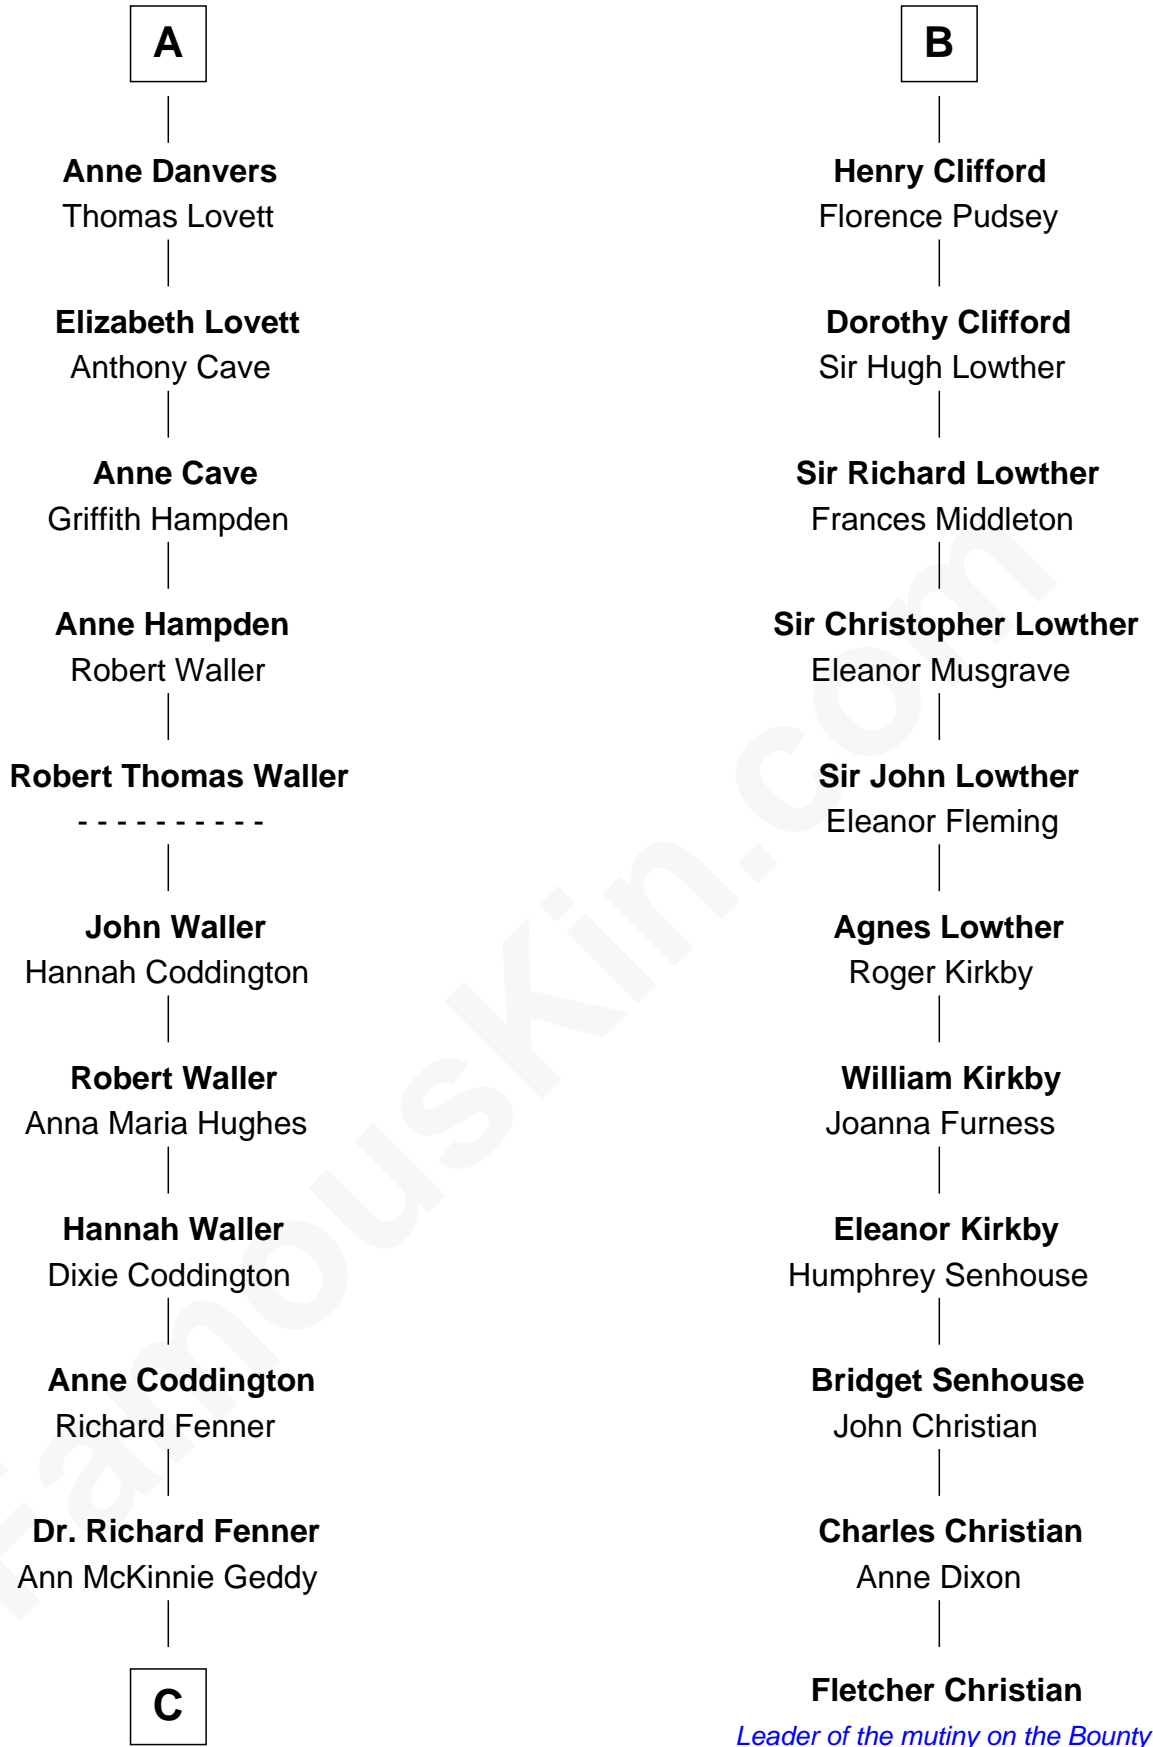 A
Anne Danvers
Thomas Lovett
Elizabeth Lovett
Anthony Cave
Anne Cave
Griffith Hampden
Anne Hampden
Robert Waller
Robert Thomas Waller
- - - - - - - - - -
John Waller
Hannah Coddington
Robert Waller
Anna Maria Hughes
Hannah Waller
Dixie Coddington
Anne Coddington
Richard Fenner
Dr. Richard Fenner
Ann McKinnie Geddy
C
B
Henry Clifford
Florence Pudsey
Dorothy Clifford
Sir Hugh Lowther
Sir Richard Lowther
Frances Middleton
Sir Christopher Lowther
Eleanor Musgrave
Sir John Lowther
Eleanor Fleming
Agnes Lowther
Roger Kirkby
William Kirkby
Joanna Furness
Eleanor Kirkby
Humphrey Senhouse
Bridget Senhouse
John Christian
Charles Christian
Anne Dixon
Fletcher Christian
Leader of the mutiny on the Bounty
FamousKin.com